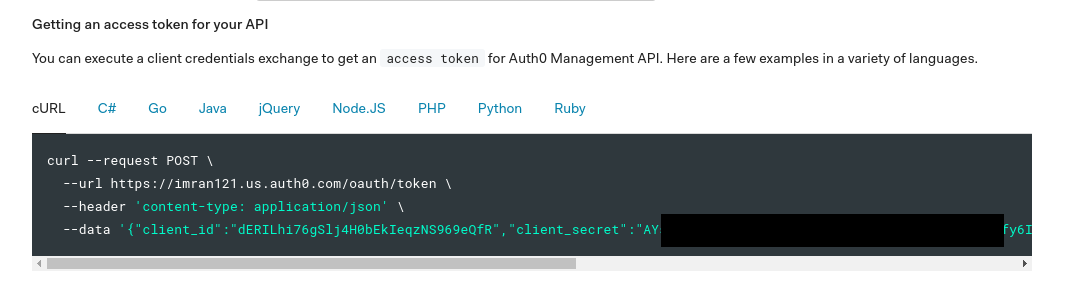 Getting an access token for your API
You can execute a client credentials exchange to get an access token for Auth0 Management API. Here are a few examples in a variety of languages.
cURL C# Go Java jQuery Node.JS PHP Python Ruby
curl --request POST \
--url https://imran121.us.auth0.com/oauth/token \
--header 'content-type: application/json' \
--data '{"client_id":"dERILhi76gSlj4H0bEkIeqzNS969eQfR","client_secret":"AY